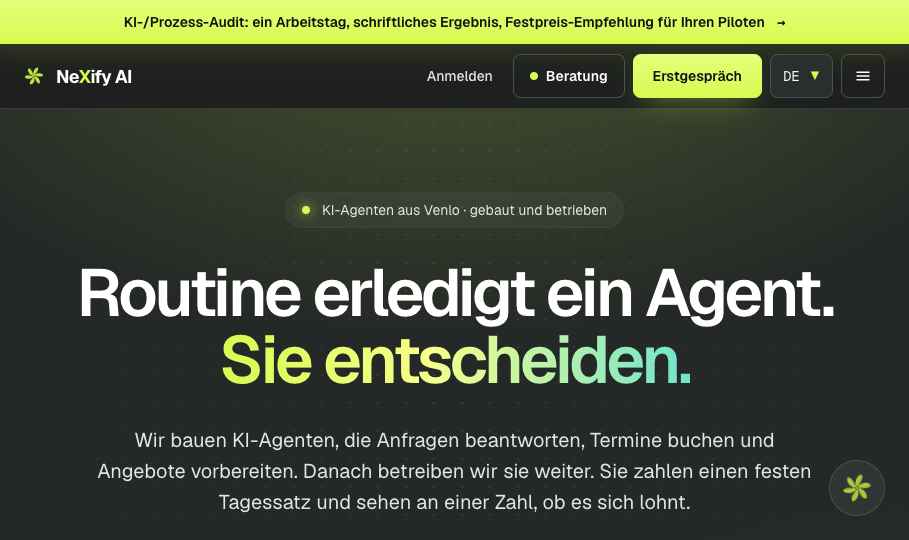 KI-/Prozess-Audit: ein Arbeitstag, schriftliches Ergebnis, Festpreis-Empfehlung für Ihren Piloten →
NeXify AI
Anmelden
Beratung
Erstgespräch
DE ▼
KI-Agenten aus Venlo · gebaut und betrieben
Routine erledigt ein Agent.
Sie entscheiden.
Wir bauen KI-Agenten, die Anfragen beantworten, Termine buchen und
Angebote vorbereiten. Danach betreiben wir sie weiter. Sie zahlen einen festen
Tagessatz und sehen an einer Zahl, ob es sich lohnt.